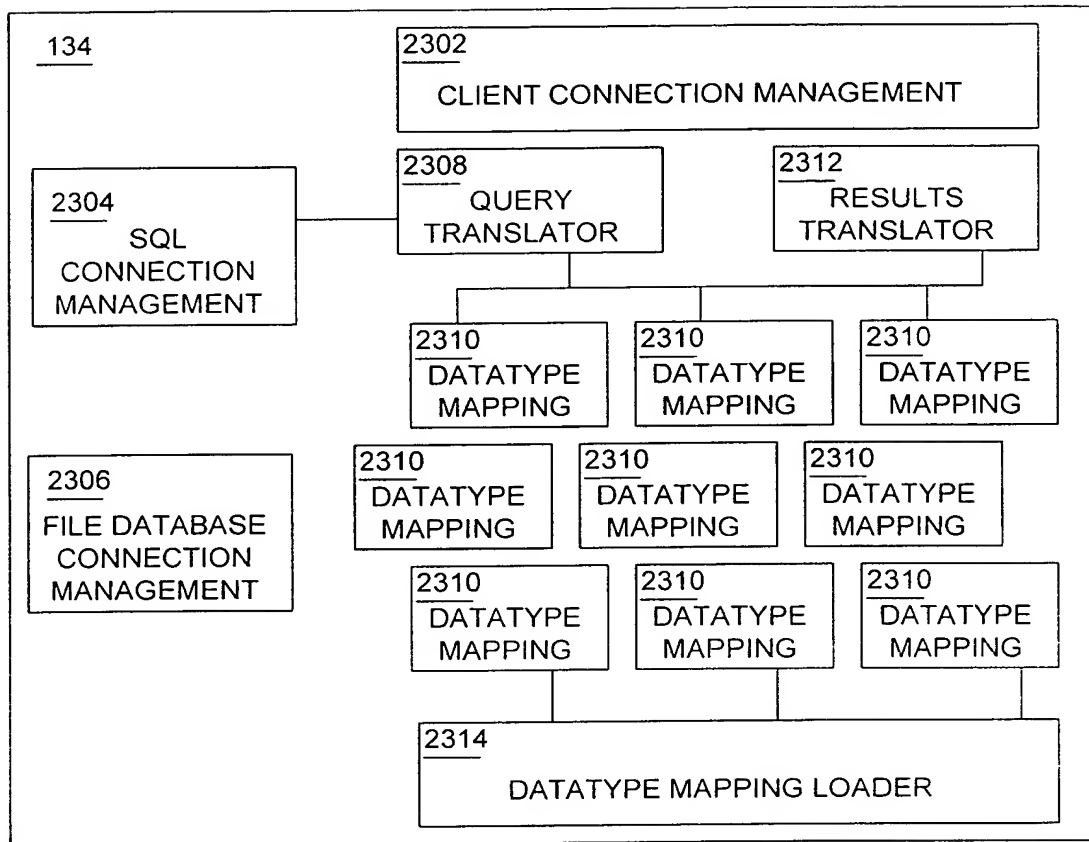 134
2302
CLIENT CONNECTION MANAGEMENT
2304
SQL
CONNECTION
MANAGEMENT
2308
QUERY
TRANSLATOR
2312
RESULTS
TRANSLATOR
2310
DATATYPE
MAPPING
2310
DATATYPE
MAPPING
2310
DATATYPE
MAPPING
2306
FILE DATABASE
CONNECTION
MANAGEMENT
2310
DATATYPE
MAPPING
2310
DATATYPE
MAPPING
2310
DATATYPE
MAPPING
2310
DATATYPE
MAPPING
2310
DATATYPE
MAPPING
2310
DATATYPE
MAPPING
2314
DATATYPE MAPPING LOADER